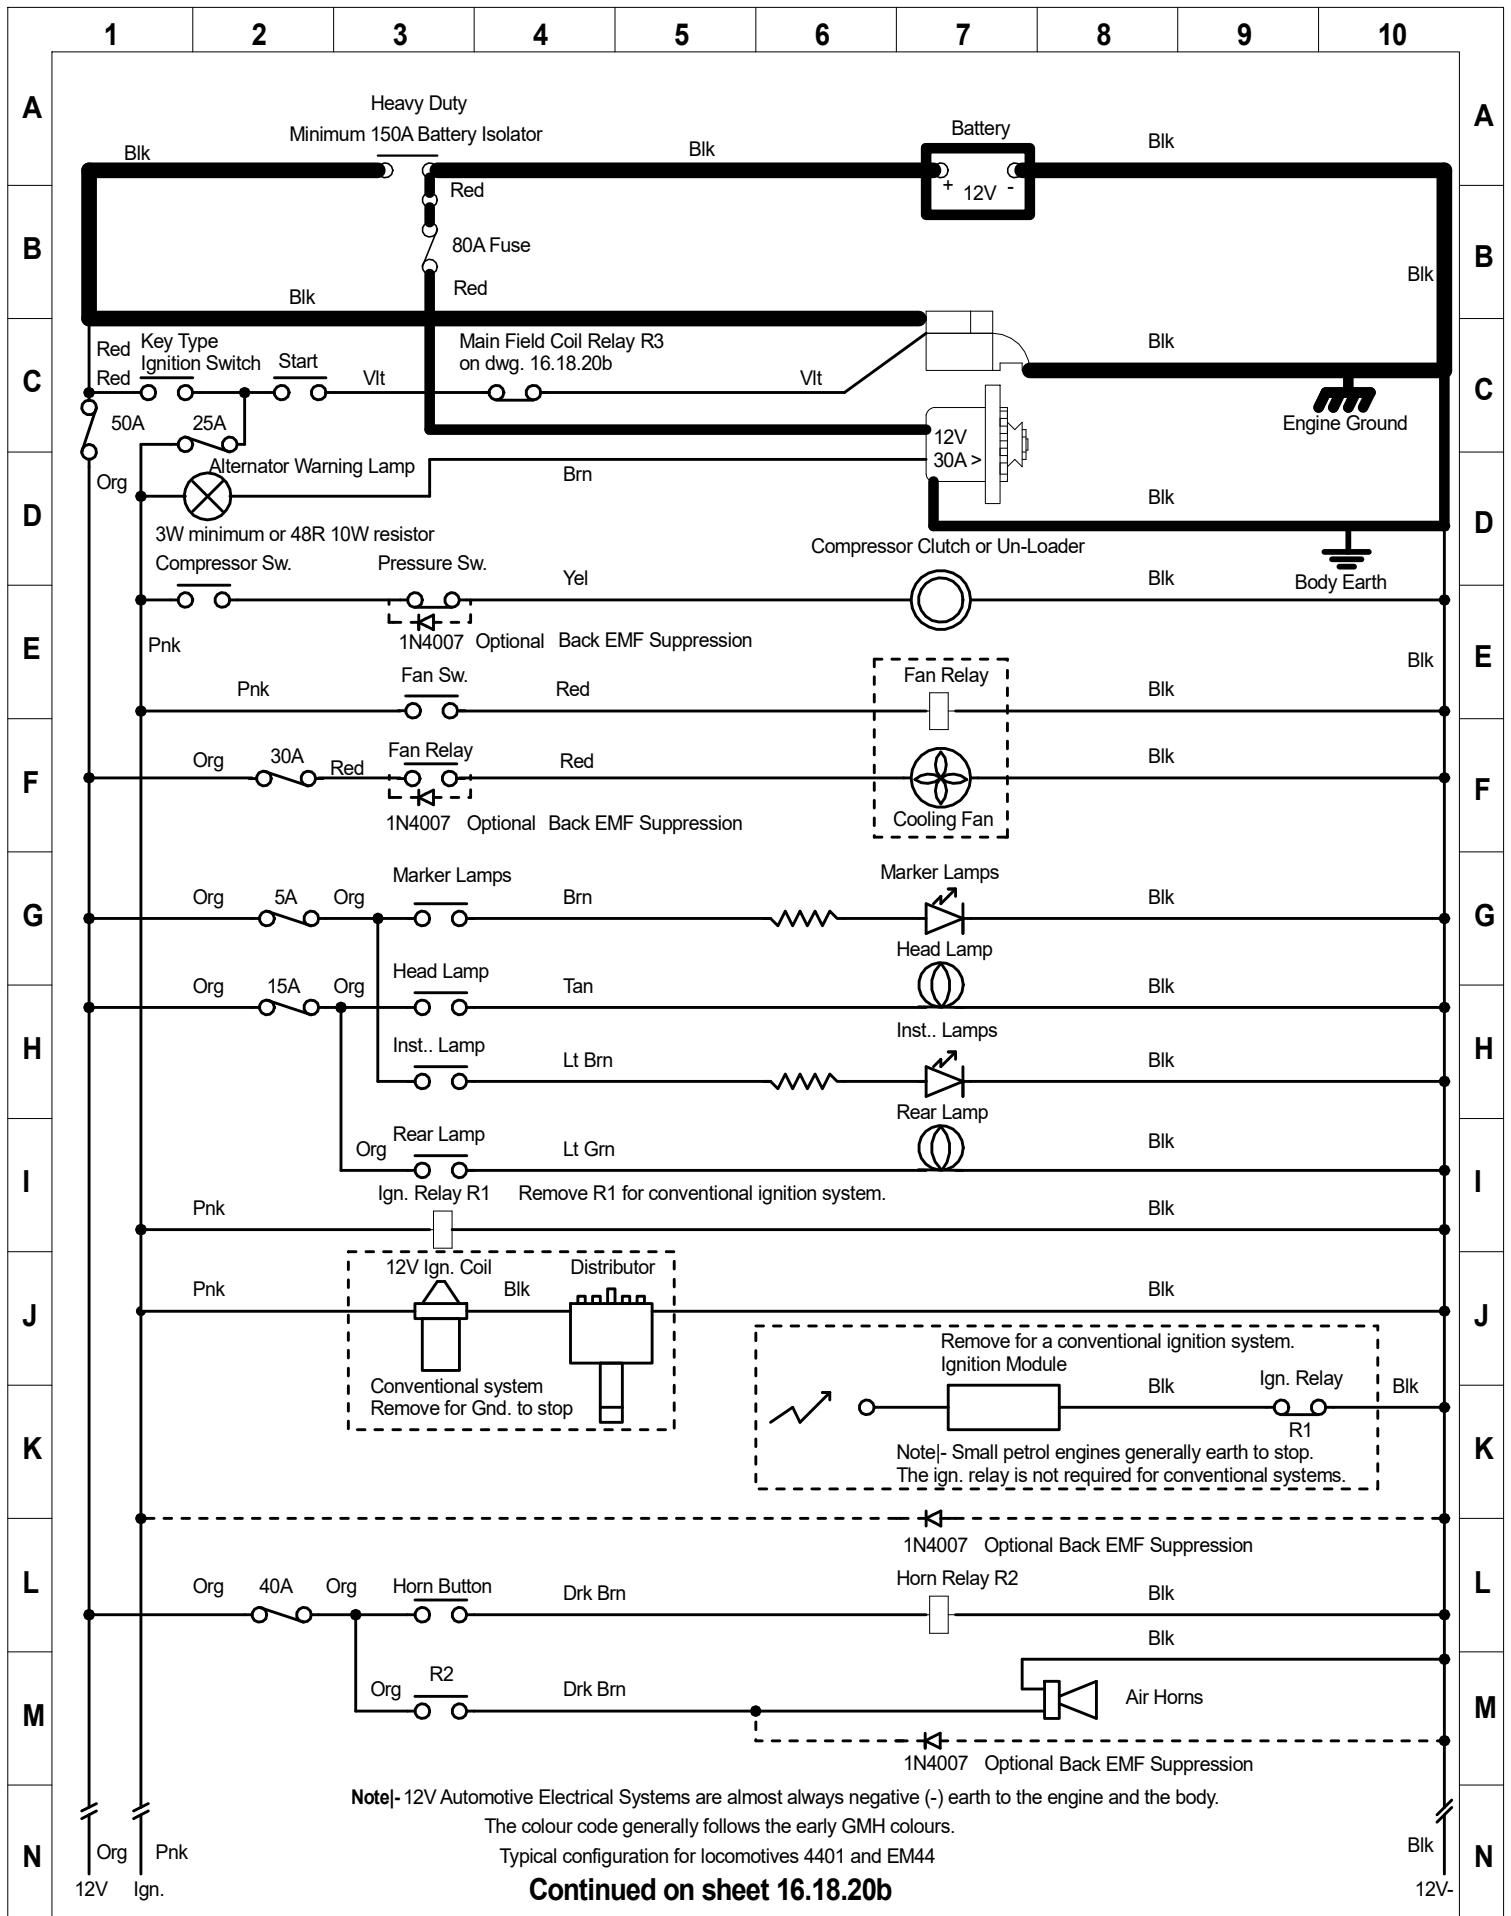 1 2 3 4 5 6 7 8 9 10
A A
Heavy Duty
Minimum 150A Battery Isolator
Battery
Blk Blk Blk
+ 12V -
Red
B B
80A Fuse
Blk
Red
Blk
Key Type
Ignition Switch
Red
Red
Start
Vlt
Main Field Coil Relay R3
on dwg. 16.18.20b
Vlt
Blk
C C
50A 25A
Engine Ground
12V
30A >
Alternator Warning Lamp
Brn
Org
Blk
D D
3W minimum or 48R 10W resistor
Compressor Sw. Pressure Sw.
Compressor Clutch or Un-Loader
Yel
Blk
Body Earth
1N4007 Optional Back EMF Suppression
Pnk
E E
Blk
Fan Sw.
Fan Relay
Pnk Red Blk
Org 30A Red Fan Relay Red Blk
F F
1N4007 Optional Back EMF Suppression
Cooling Fan
Marker Lamps Marker Lamps
Org 5A Org Brn Blk
G G
Head Lamp Head Lamp
Org 15A Org Tan Blk
Inst.. Lamp Inst.. Lamps
H H
Lt Brn Blk
Rear Lamp Rear Lamp
Org Lt Grn Blk
I I
Ign. Relay R1 Remove R1 for conventional ignition system.
Pnk Blk
12V Ign. Coil Distributor
Pnk Blk Blk
J J
Remove for a conventional ignition system.
Ignition Module
Conventional system
Remove for Gnd. to stop
Blk Ign. Relay Blk
R1
K K
Note|- Small petrol engines generally earth to stop.
The ign. relay is not required for conventional systems.
1N4007 Optional Back EMF Suppression
Org 40A Org Horn Button Drk Brn Horn Relay R2 Blk
L L
Blk
Org R2 Drk Brn Air Horns
M M
1N4007 Optional Back EMF Suppression
Note|- 12V Automotive Electrical Systems are almost always negative (-) earth to the engine and the body.
The colour code generally follows the early GMH colours.
N Org Pnk Typical configuration for locomotives 4401 and EM44 Blk N
12V Ign. Continued on sheet 16.18.20b 12V-